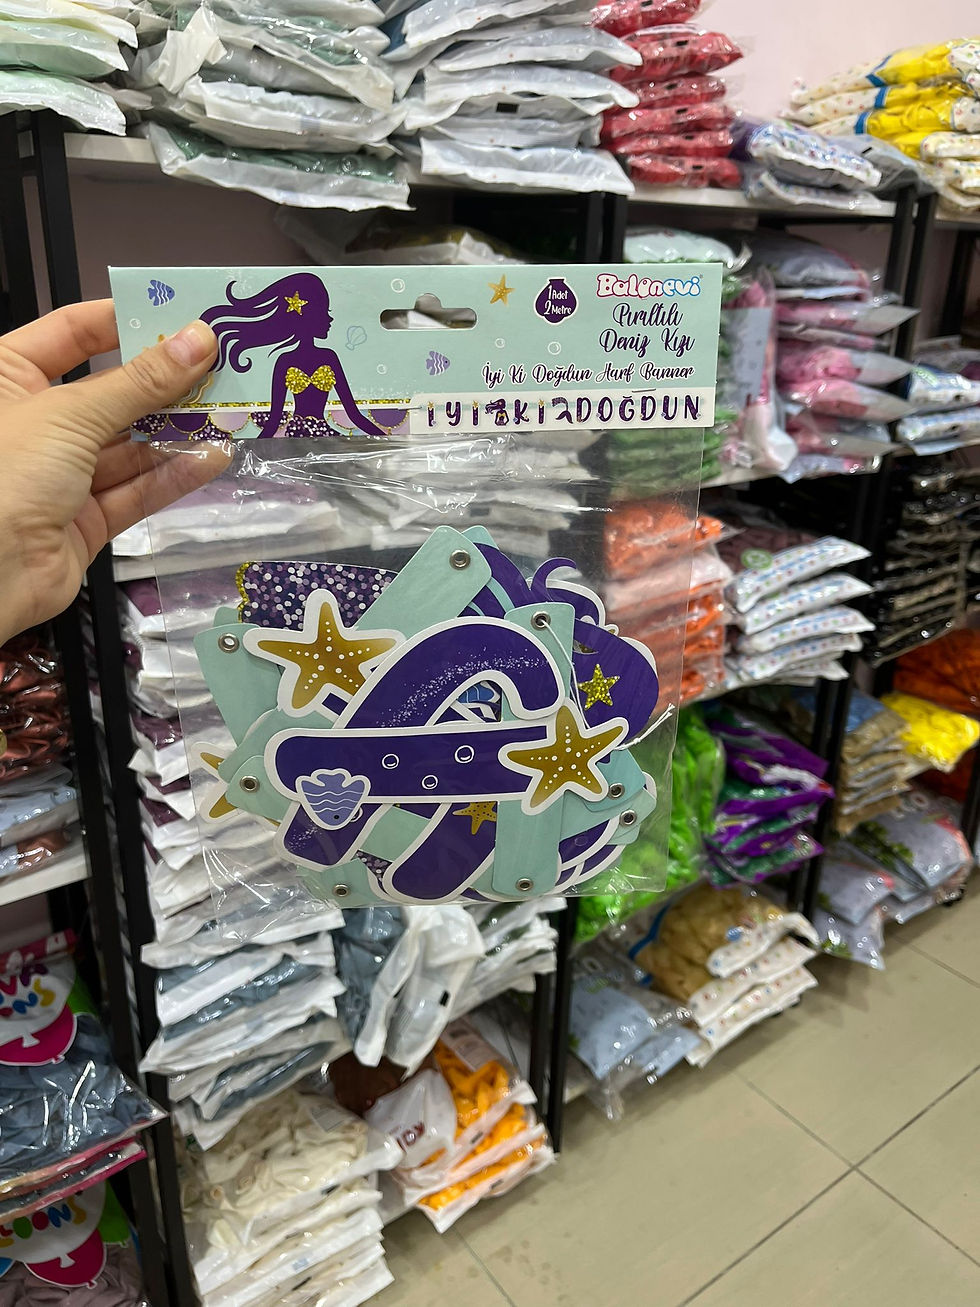 1 Adet
2 Metre
Balonevi
Pırıltılı
Deniz Kızı
İyi Ki Doğdun Harf Banner
İYİ Kİ DOĞDUN